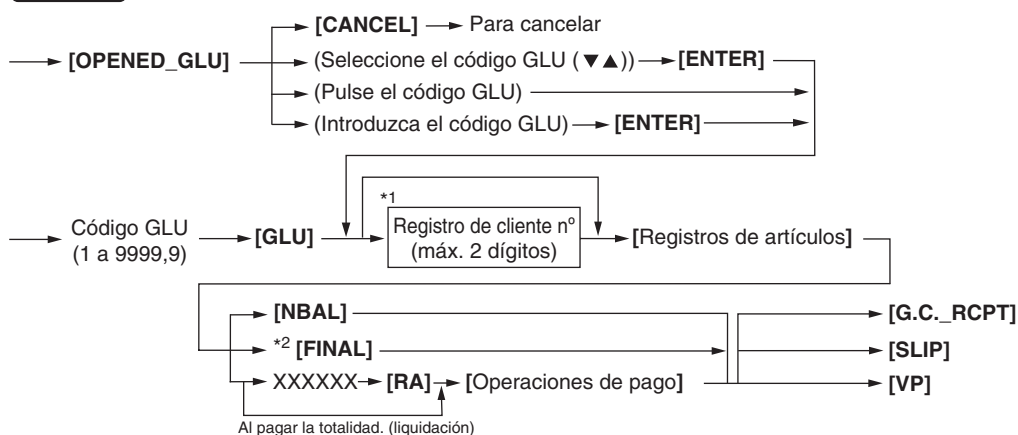 [CANCEL] Para cancelar
[OPENED_GLU] (Seleccione el código GLU (▼▲)) [ENTER]
(Pulse el código GLU)
(Introduzca el código GLU) [ENTER]
*1
Código GLU
(1 a 9999,9)
[GLU]
Registro de cliente nº
(máx. 2 dígitos)
[Registros de artículos]
[NBAL] [G.C._RCPT]
*2 [FINAL] [SLIP]
XXXXXX [RA] [Operaciones de pago] [VP]
Al pagar la totalidad. (liquidación)